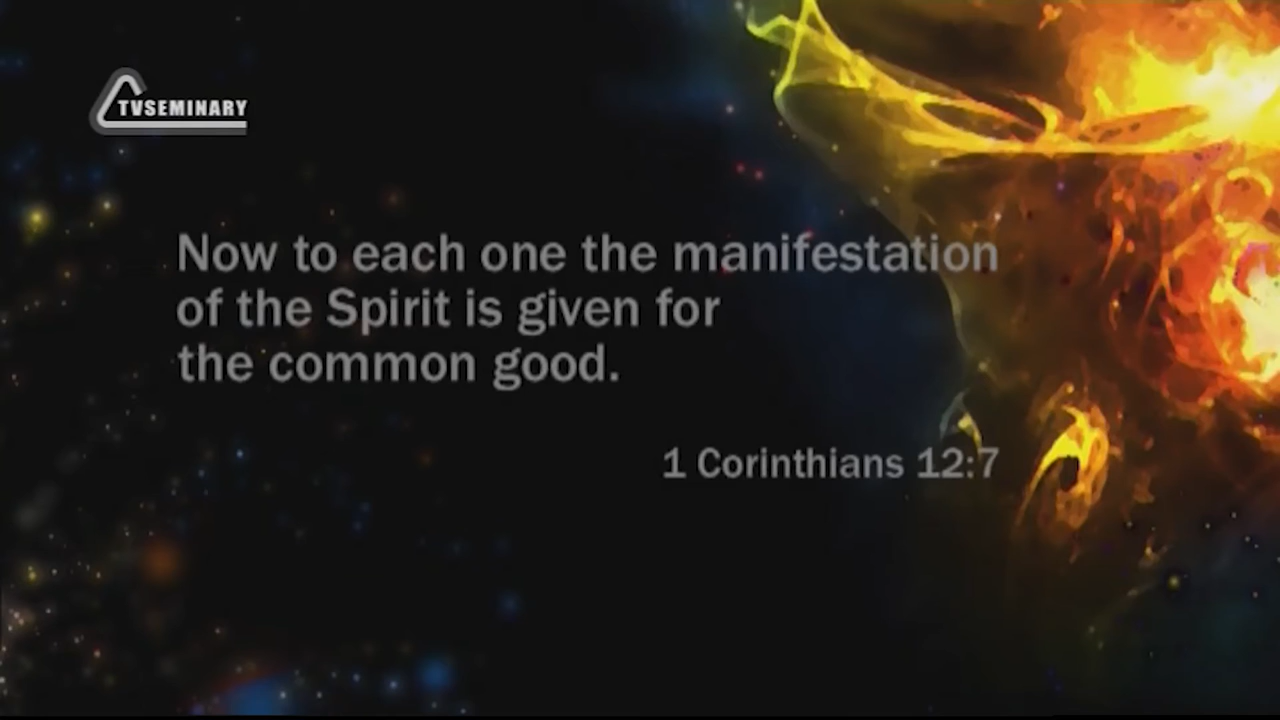 TVSEMINARY
Now to each one the manifestation
of the Spirit is given for
the common good.
1 Corinthians 12:7